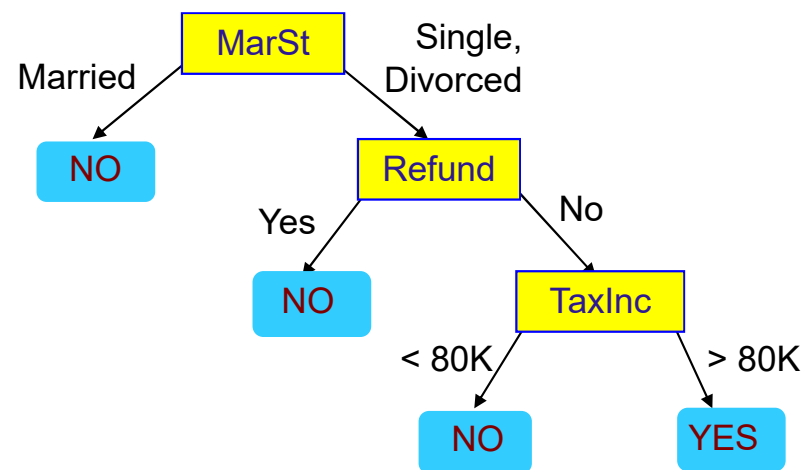 MarSt
Single,
Divorced
Married
NO
Refund
Yes
No
NO
TaxInc
< 80K
> 80K
NO
YES